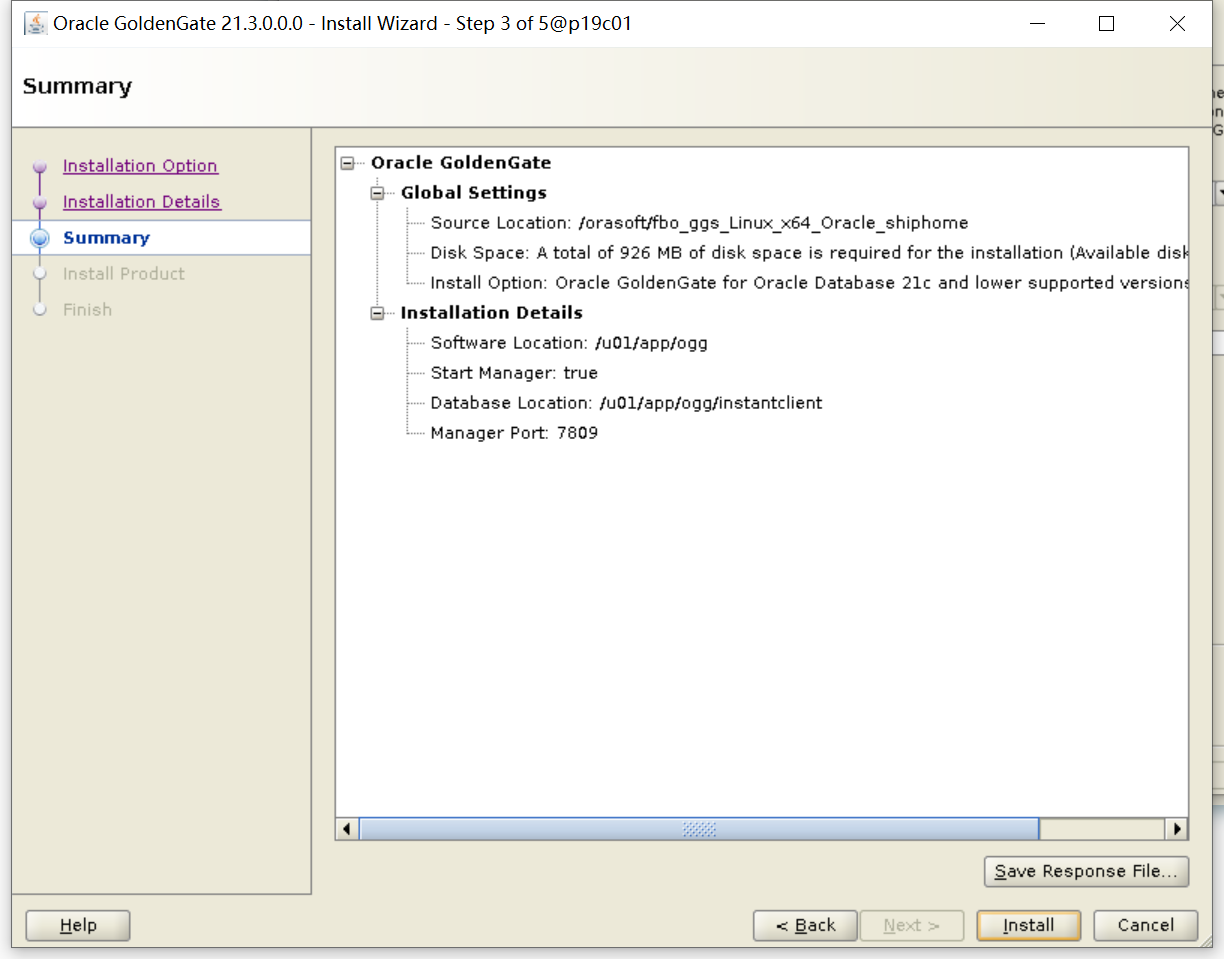 Oracle GoldenGate 21.3.0.0.0 - Install Wizard - Step 3 of 5@p19c01
Summary
Installation Option
Installation Details
Summary
Install Product
Finish
Oracle GoldenGate
Global Settings
Source Location: /orasoft/fbo_ggs_Linux_x64_Oracle_shiphome
Disk Space: A total of 926 MB of disk space is required for the installation (Available disk
Install Option: Oracle GoldenGate for Oracle Database 21c and lower supported versions
Installation Details
Software Location: /u01/app/ogg
Start Manager: true
Database Location: /u01/app/ogg/instantclient
Manager Port: 7809
Save Response File...
Help
< Back
Next >
Install
Cancel